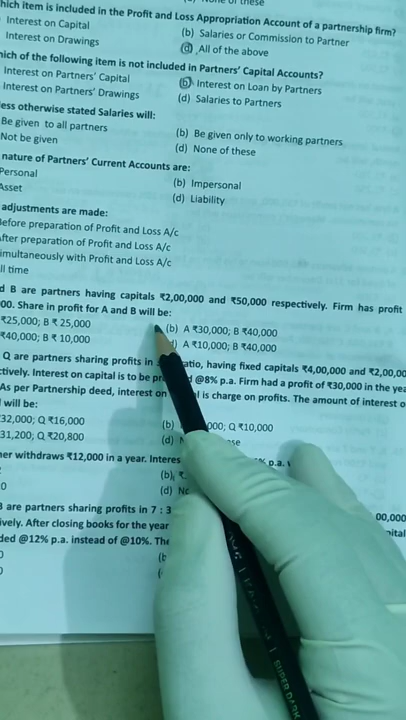 hich item is included in the Profit and Loss Appropriation Account of a partnership firm?
Interest on Capital (b) Salaries or Commission to Partner
Interest on Drawings (d) All of the above
hich of the following item is not included in Partners' Capital Accounts?
Interest on Partners' Capital (b) Interest on Loan by Partners
Interest on Partners' Drawings (d) Salaries to Partners
ess otherwise stated Salaries will:
Be given to all partners (b) Be given only to working partners
Not be given (d) None of these
nature of Partners' Current Accounts are:
Personal (b) Impersonal
Asset (d) Liability
adjustments are made:
Before preparation of Profit and Loss A/c
After preparation of Profit and Loss A/c
imultaneously with Profit and Loss A/c
ll time
d B are partners having capitals ₹2,00,000 and ₹50,000 respectively. Firm has profit
00. Share in profit for A and B will be:
₹25,000; B ₹ 25,000 (b) A ₹30,000; B ₹40,000
₹40,000; B ₹ 10,000 A ₹10,000; B ₹40,000
Q are partners sharing profits in atio, having fixed capitals ₹4,00,000 and ₹2,00,00
ctively. Interest on capital is to be pr @8% p.a. Firm had a profit of ₹30,000 in the yea
As per Partnership deed, interest on l is charge on profits. The amount of interest o
will be:
32,000; Q ₹16,000 (b) 000; Q ₹10,000
31,200; Q ₹20,800 (d) N se
ner withdraws ₹12,000 in a year. Interes % p.a.
0 (b) ₹
(d) No
B are partners sharing profits in 7 : 3 00,000
ively. After closing books for the year pital
ded @12% p.a. instead of @10%. The
(b
SUPER DARK